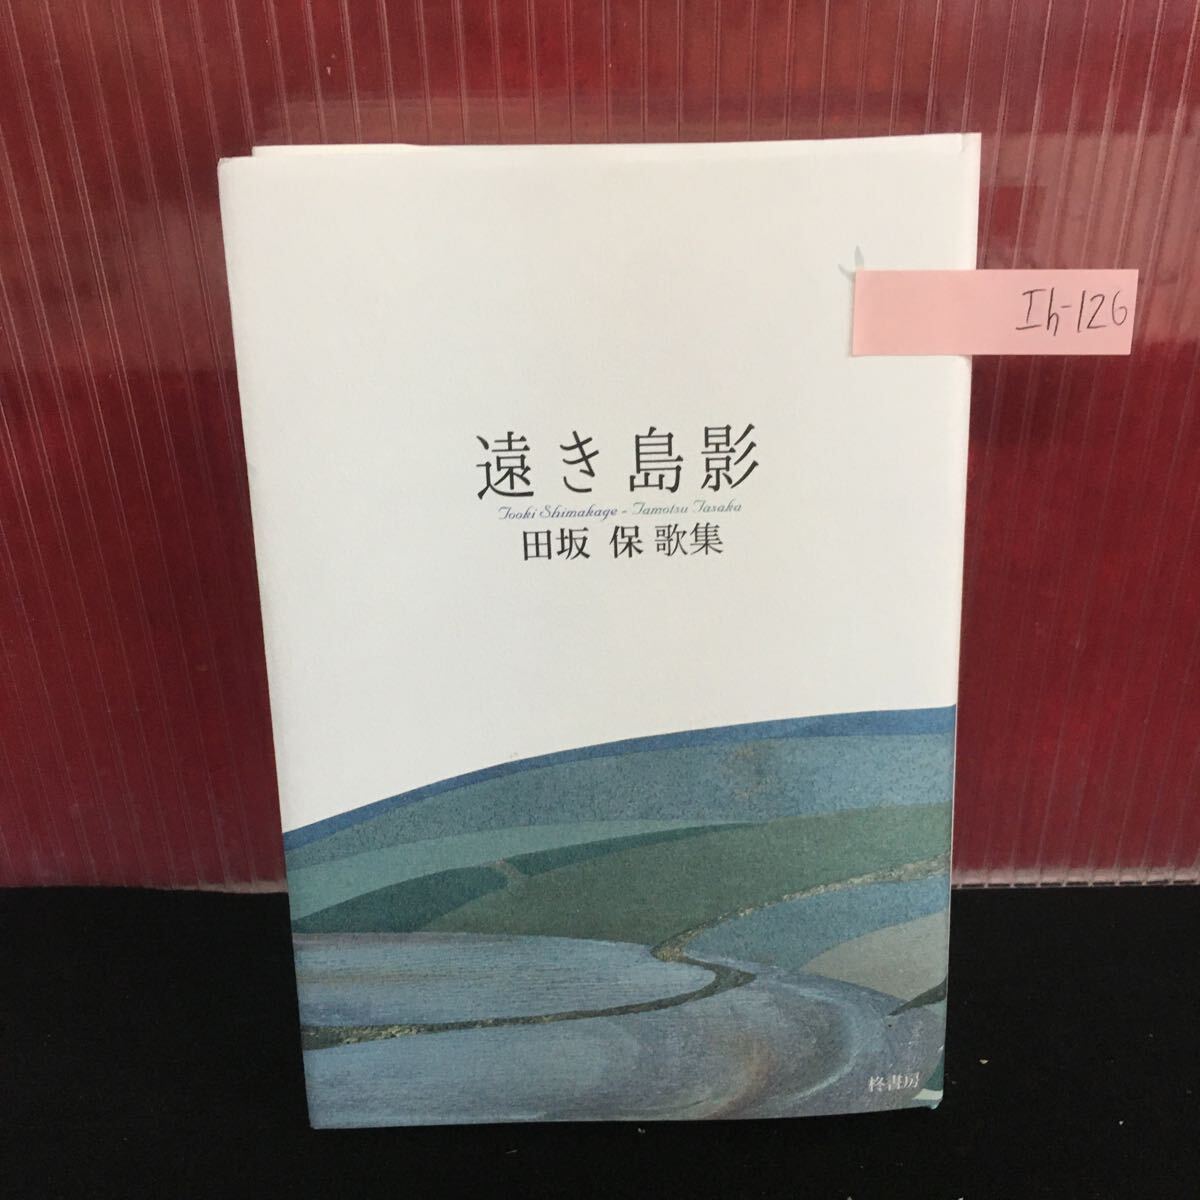 Ih-126
遠き島影
Tooki Shimakage - Tamotsu Tasaka
田坂 保 歌集
柊書房